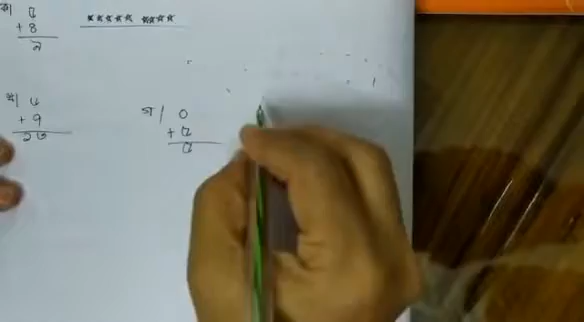 ক| ৫ ☆☆☆☆☆ ☆☆☆☆
+ ৪
৯
খ| ৬
+ ৭
১৩
গ| ০
+ ৫
৫